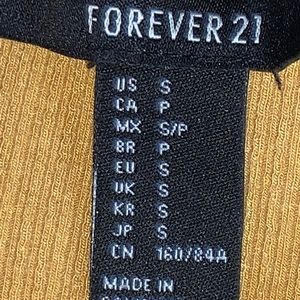 FOREVER 21
US S
CA P
MX S/P
BR P
EU S
UK S
KR S
JP S
CN 160/84A
MADE IN